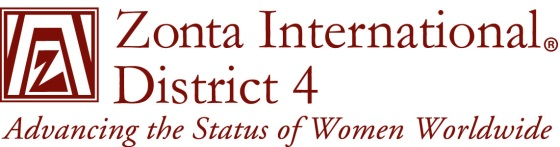 Zonta International®
District 4
Advancing the Status of Women Worldwide